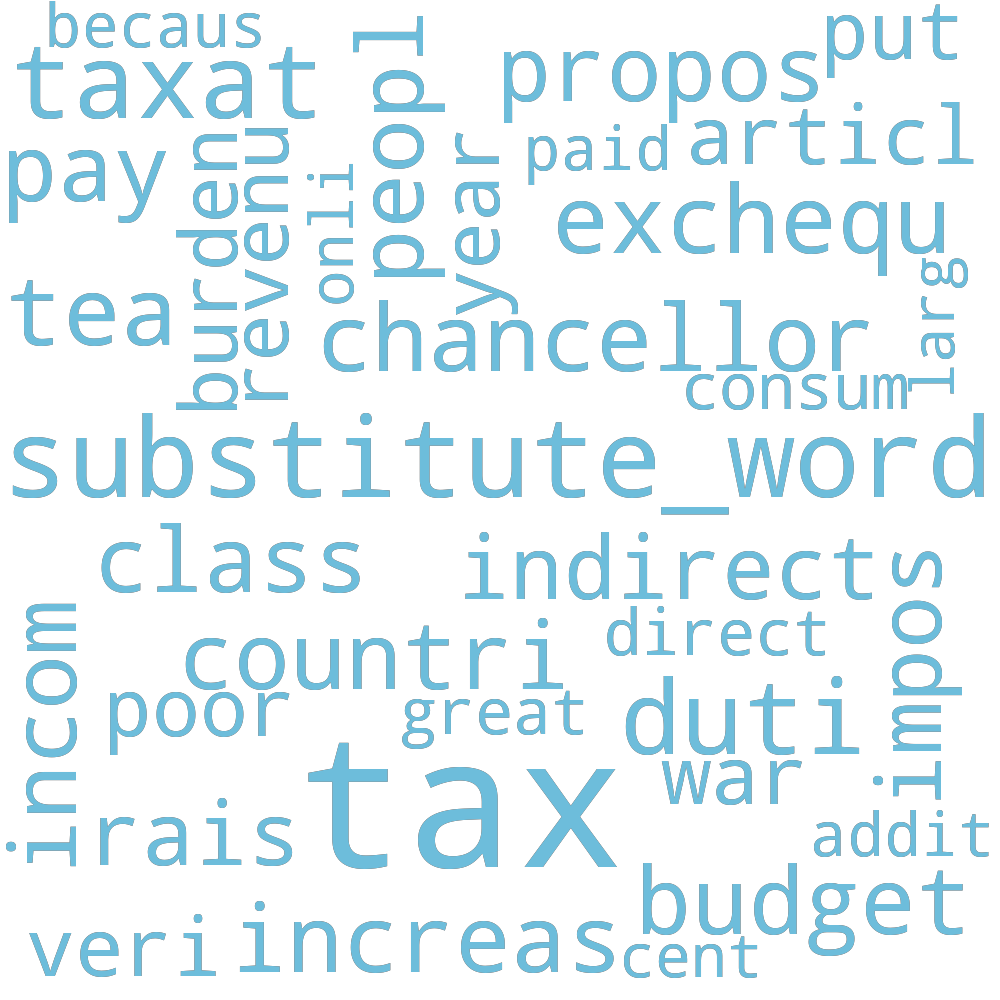 becaus
taxat
peopl
propos
put
pay
burden
revenu
onli
year
paid
articl
exchequ
tea
chancellor
larg
consum
substitute_word
class
indirect
impos
incom
countri
direct
poor
great
duti
tax
war
rais
addit
budget
veri
increas
cent